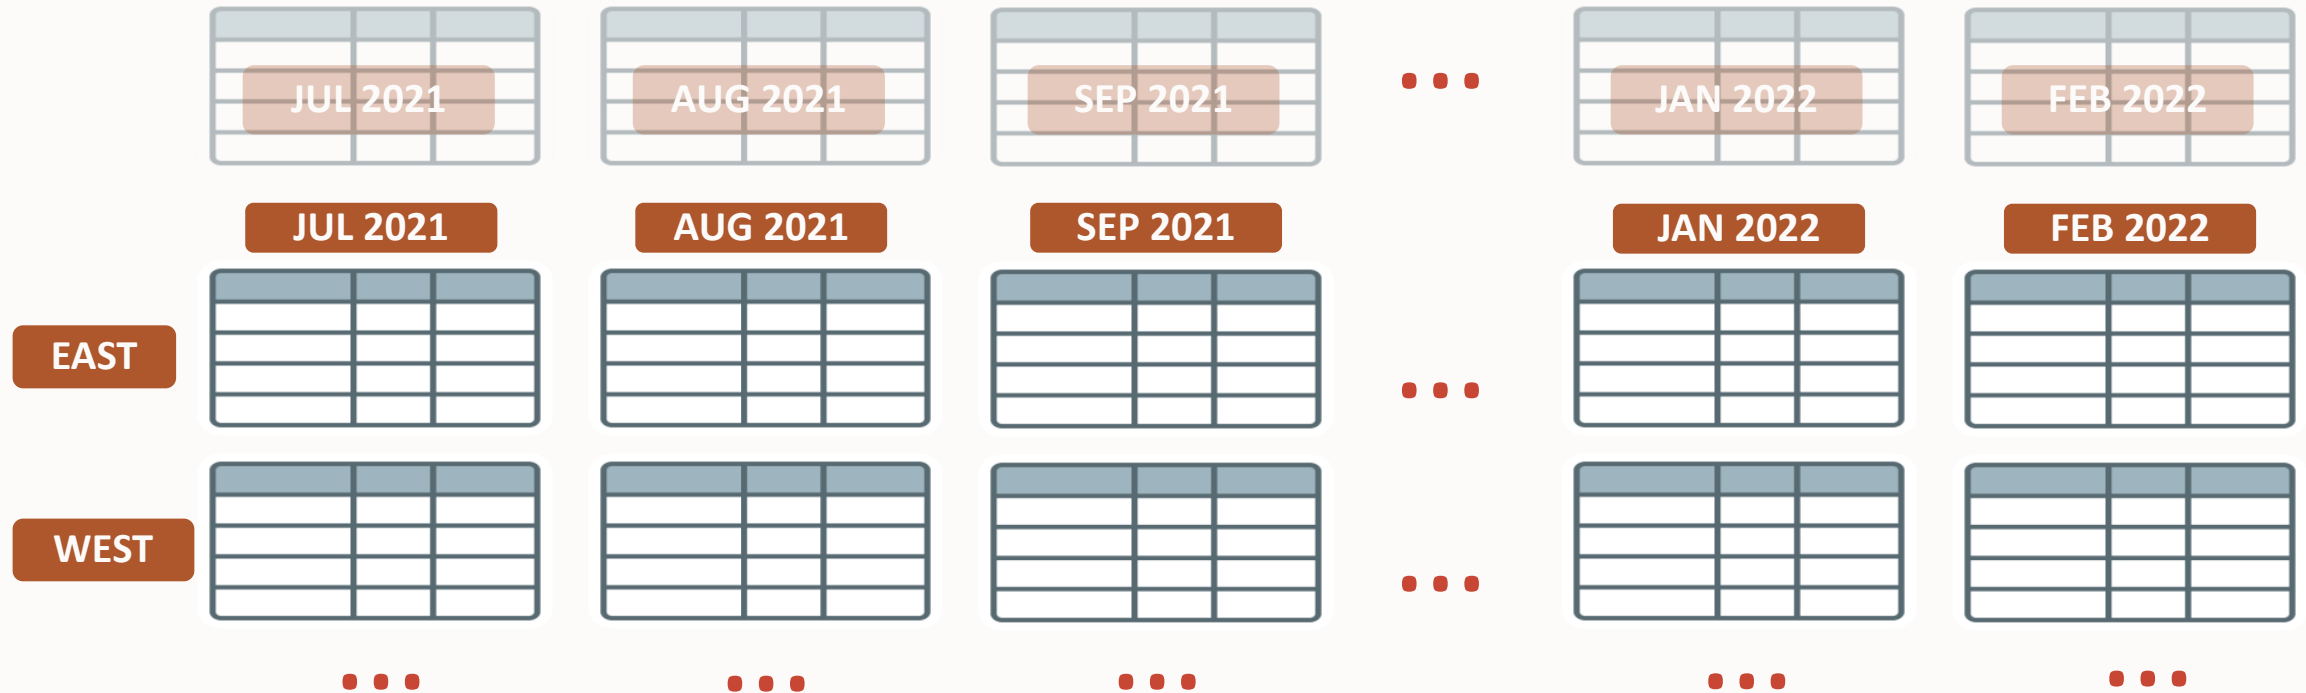 JUL 2021 AUG 2021 SEP 2021 ... JAN 2022 FEB 2022
JUL 2021 AUG 2021 SEP 2021 JAN 2022 FEB 2022
EAST ...
WEST ...
... ... ... ... ...